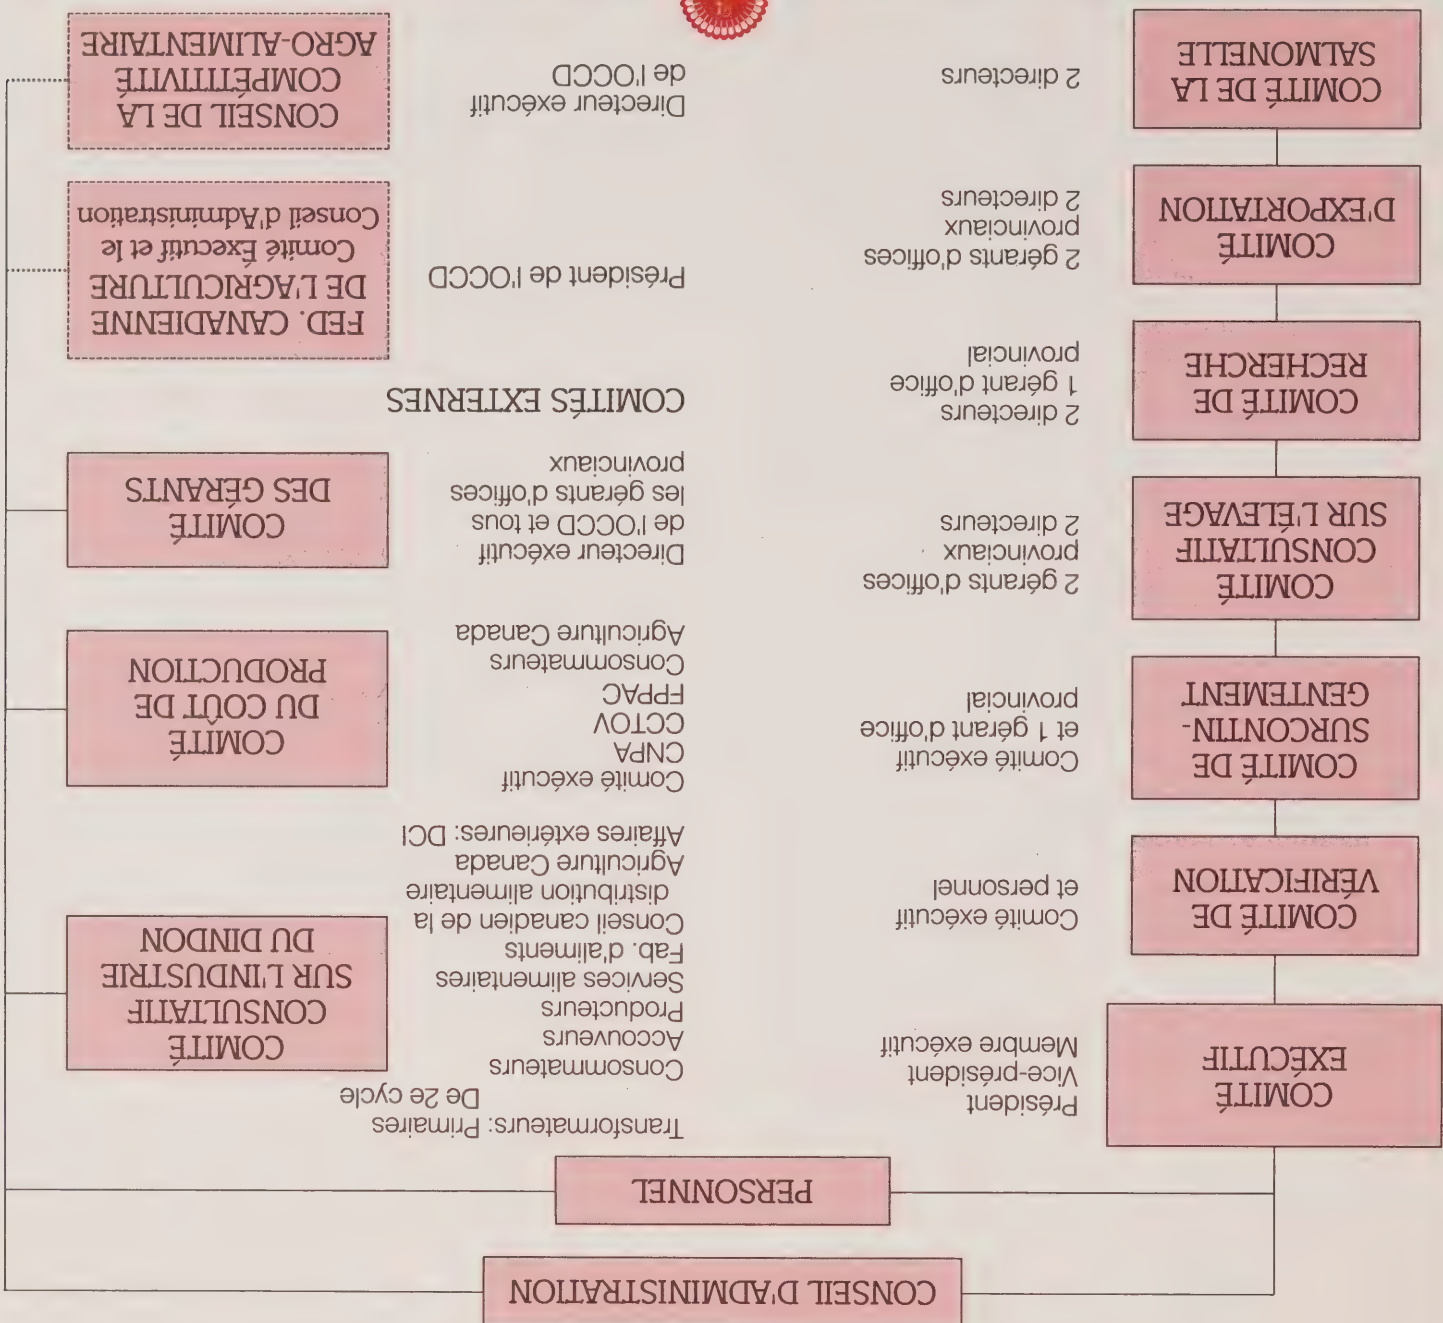 CONSEIL D'ADMINISTRATION
PERSONNEL
COMITÉ
EXÉCUTIF
Président
Vice-président
Membre exécutif
COMITÉ DE
VÉRIFICATION
Comité exécutif
et personnel
COMITÉ DE
SURCONTIN-
GENTEMENT
Comité exécutif
et 1 gérant d'office
provincial
COMITÉ
CONSULTATIF
SUR L'ÉLEVAGE
2 gérants d'offices
provinciaux
2 directeurs
COMITÉ DE
RECHERCHE
2 directeurs
1 gérant d'office
provincial
COMITÉ
D'EXPORTATION
2 gérants d'offices
provinciaux
2 directeurs
COMITÉ DE LA
SALMONELLE
2 directeurs
Transformateurs: Primaires
De 2e cycle
Consommateurs
Accouveurs
Producteurs
Services alimentaires
Fab. d'aliments
Conseil canadien de la
distribution alimentaire
Agriculture Canada
Affaires extérieures: DCI
COMITÉ
CONSULTATIF
SUR L'INDUSTRIE
DU DINDON
Comité exécutif
CNPA
CCTOV
FPPAC
Consommateurs
Agriculture Canada
COMITÉ
DU COÛT DE
PRODUCTION
Directeur exécutif
de l'OCCD et tous
les gérants d'offices
provinciaux
COMITÉ
DES GÉRANTS
COMITÉS EXTERNES
Président de l'OCCD
FED. CANADIENNE
DE L'AGRICULTURE
Comité Éxecutif et le
Conseil d'Administration
Directeur exécutif
de l'OCCD
CONSEIL DE LA
COMPÉTITIVITÉ
AGRO-ALIMENTAIRE